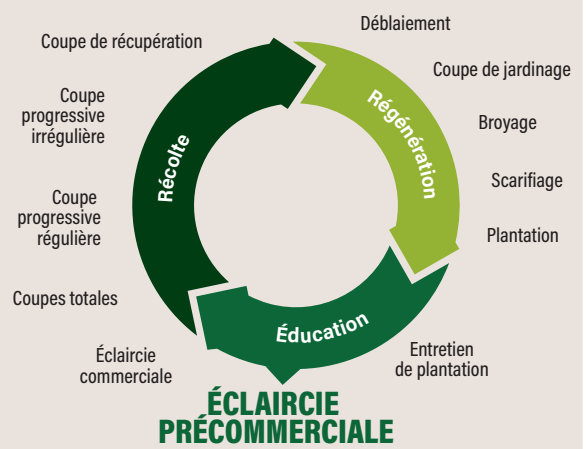 Déblaiement
Coupe de jardinage
Broyage
Scarifiage
Plantation
Régénération
Entretien
de plantation
Éducation
ÉCLAIRCIE
PRÉCOMMERCIALE
Éclaircie
commerciale
Coupes totales
Coupe
progressive
régulière
Coupe
progressive
irrégulière
Coupe de récupération
Récolte